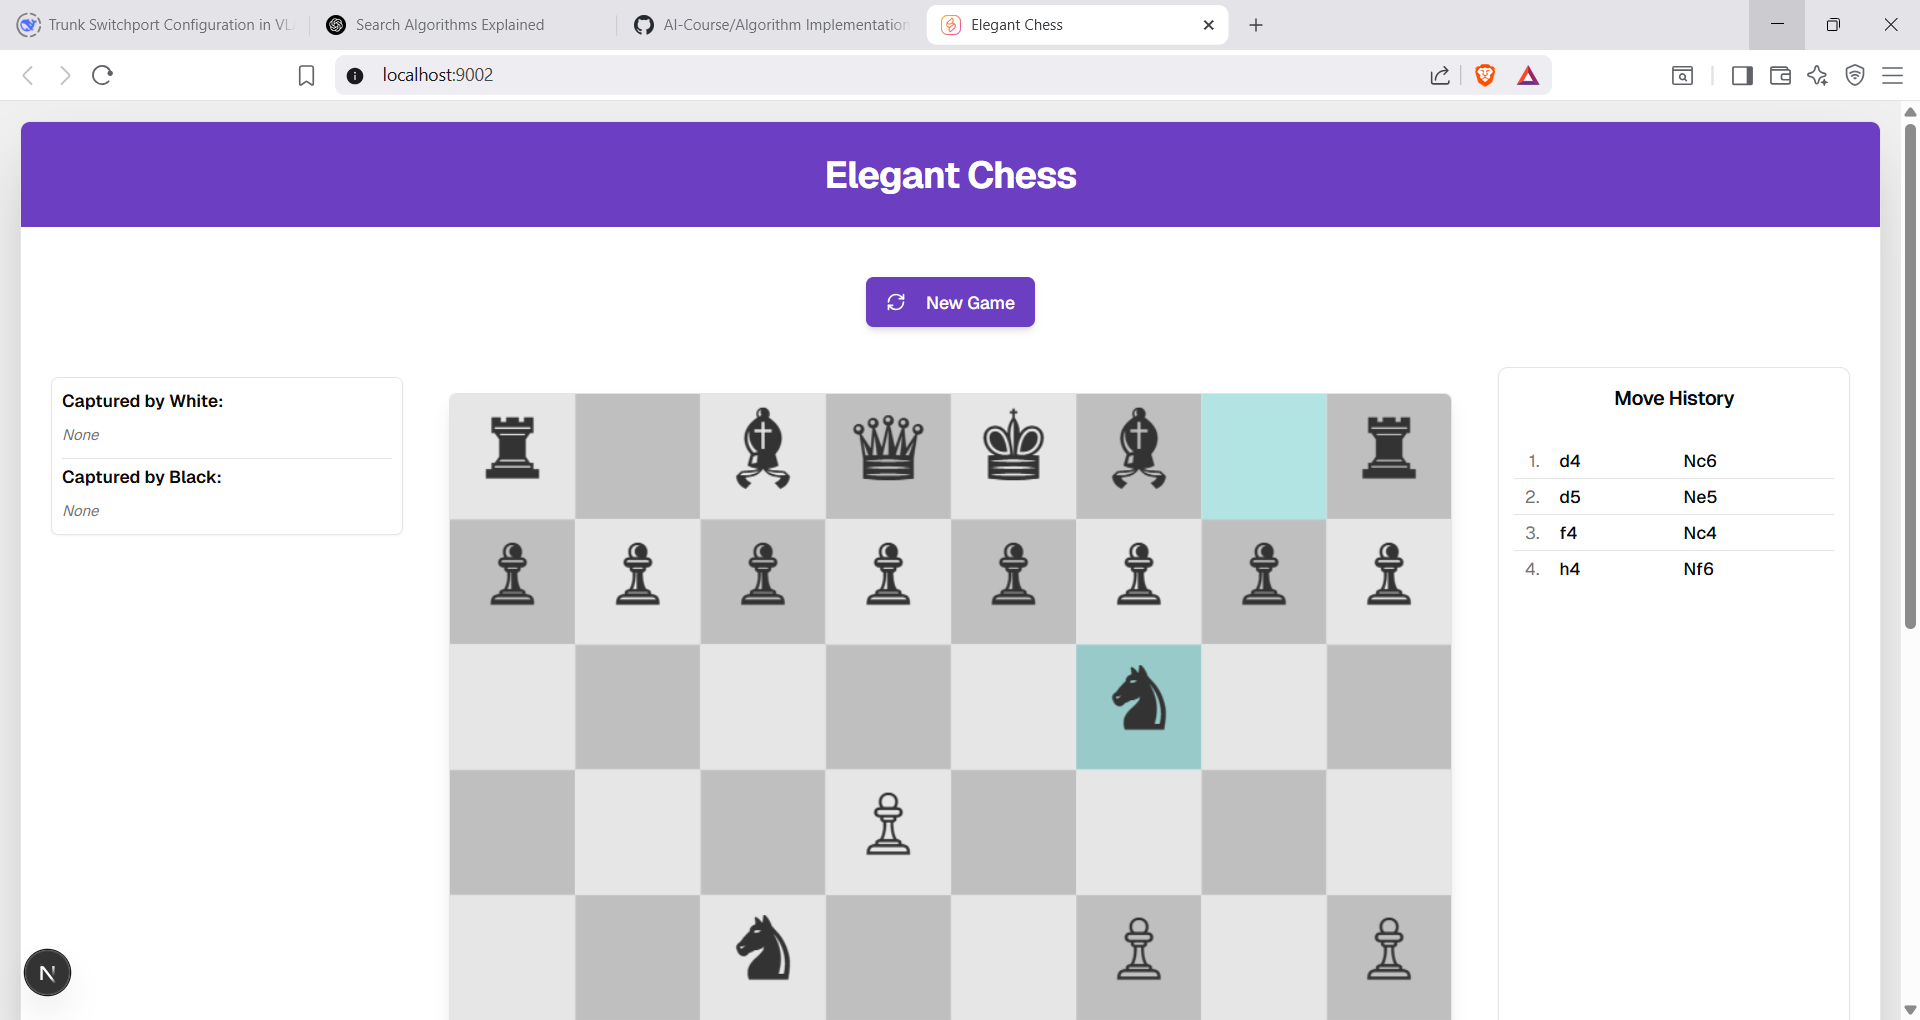 Trunk Switchport Configuration in VL
Search Algorithms Explained
AI-Course/Algorithm Implementation
Elegant Chess
localhost:9002
Elegant Chess
New Game
Captured by White:
None
Captured by Black:
None
Move History
1. d4 Nc6
2. d5 Ne5
3. f4 Nc4
4. h4 Nf6
N